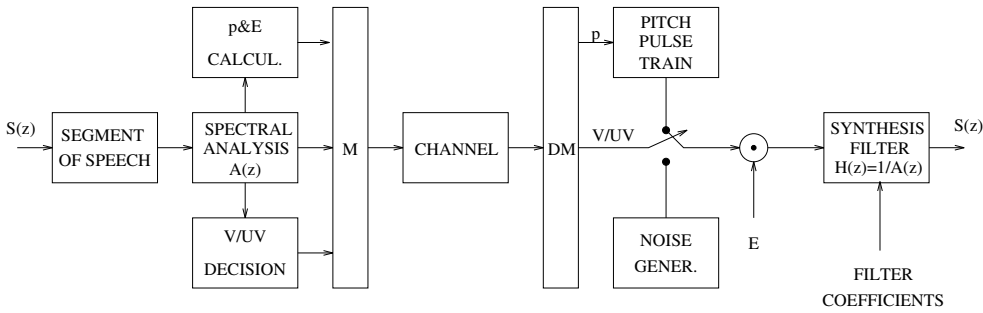 p&E
CALCUL.
S(z)
SEGMENT
OF SPEECH
SPECTRAL
ANALYSIS
A(z)
V/UV
DECISION
M
CHANNEL
DM
p
PITCH
PULSE
TRAIN
V/UV
NOISE
GENER.
E
SYNTHESIS
FILTER
H(z)=1/A(z)
S(z)
FILTER
COEFFICIENTS